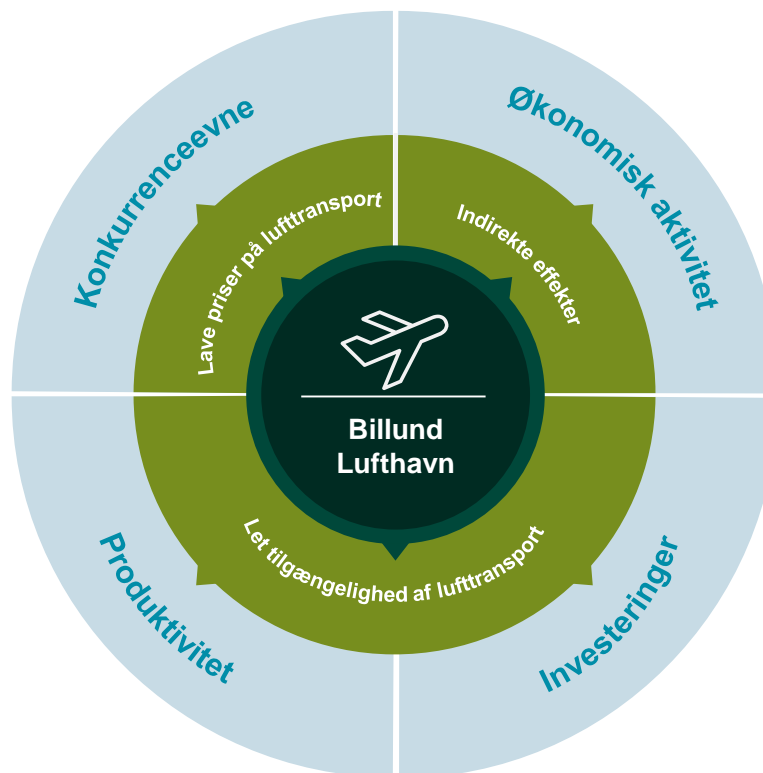 Konkurrenceevne
Økonomisk aktivitet
Lave priser på lufttransport
Indirekte effekter
Billund
Lufthavn
Let tilgængelighed af lufttransport
Produktivitet
Investeringer